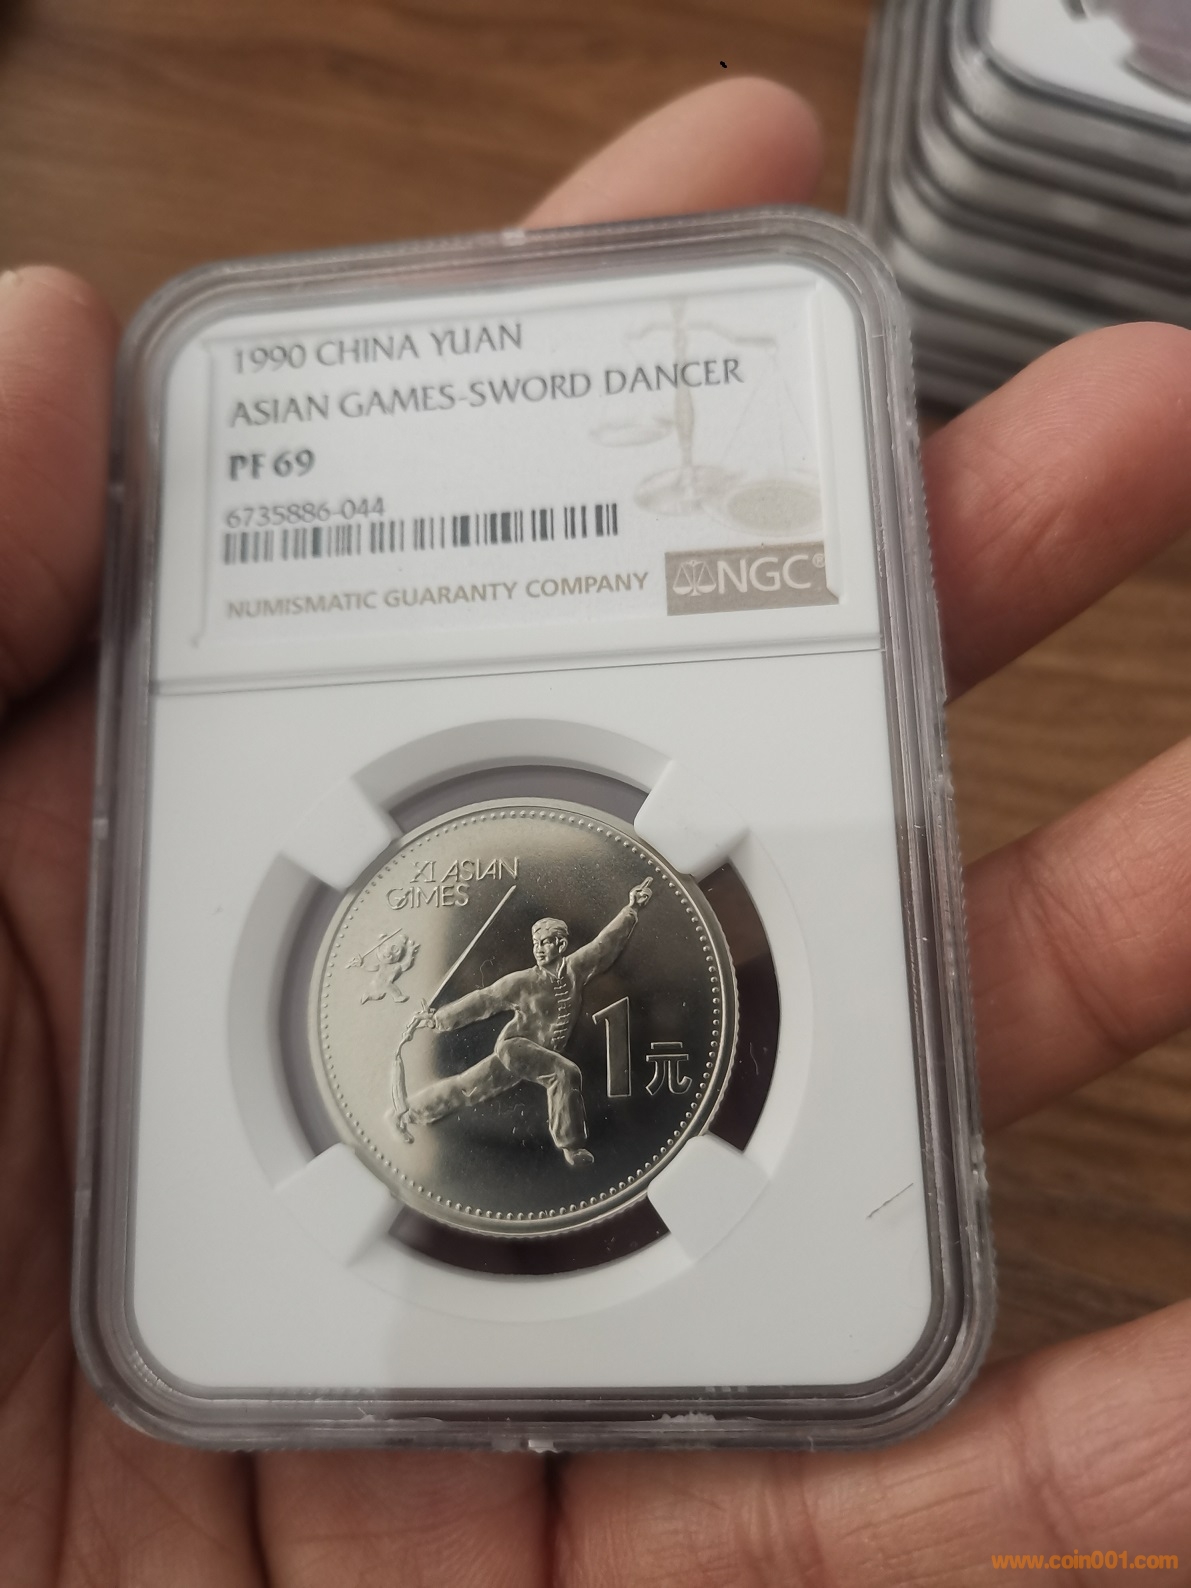 1990 CHINA YUAN
ASIAN GAMES-SWORD DANCER
PF 69
6735886-044
NUMISMATIC GUARANTY COMPANY
NGC®
XI ASIAN
GAMES
1元
www.coin001.com